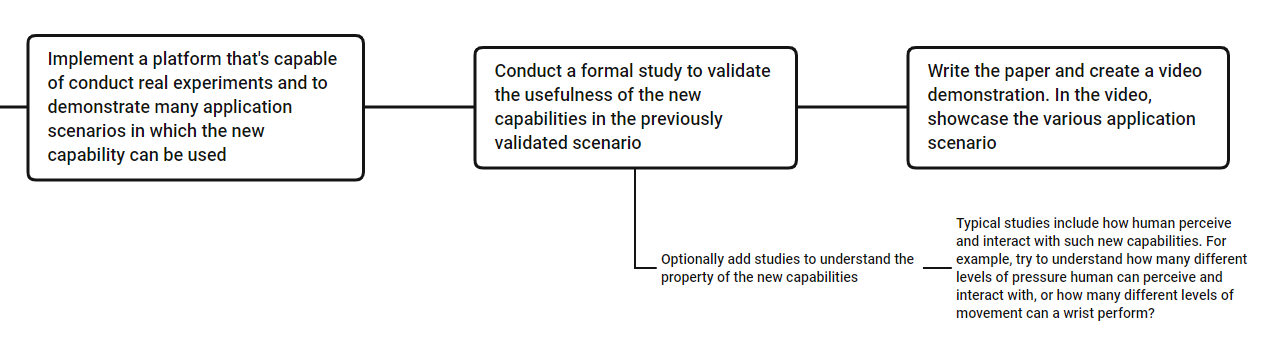 Implement a platform that's capable
of conduct real experiments and to
demonstrate many application
scenarios in which the new
capability can be used
Conduct a formal study to validate
the usefulness of the new
capabilities in the previously
validated scenario
Write the paper and create a video
demonstration. In the video,
showcase the various application
scenario
Optionally add studies to understand the
property of the new capabilities
Typical studies include how human perceive
and interact with such new capabilities. For
example, try to understand how many different
levels of pressure human can perceive and
interact with, or how many different levels of
movement can a wrist perform?